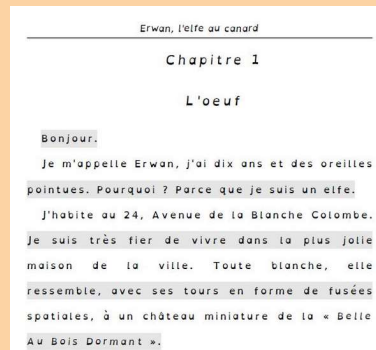 Erwan, l'elfe au canard
Chapitre 1
L'oeuf
Bonjour.
Je m'appelle Erwan, j'ai dix ans et des oreilles
pointues. Pourquoi ? Parce que je suis un elfe.
J'habite au 24, Avenue de la Blanche Colombe.
Je suis très fier de vivre dans la plus jolie
maison de la ville. Toute blanche, elle
ressemble, avec ses tours en forme de fusées
spatiales, à un château miniature de la « Belle
Au Bois Dormant ».